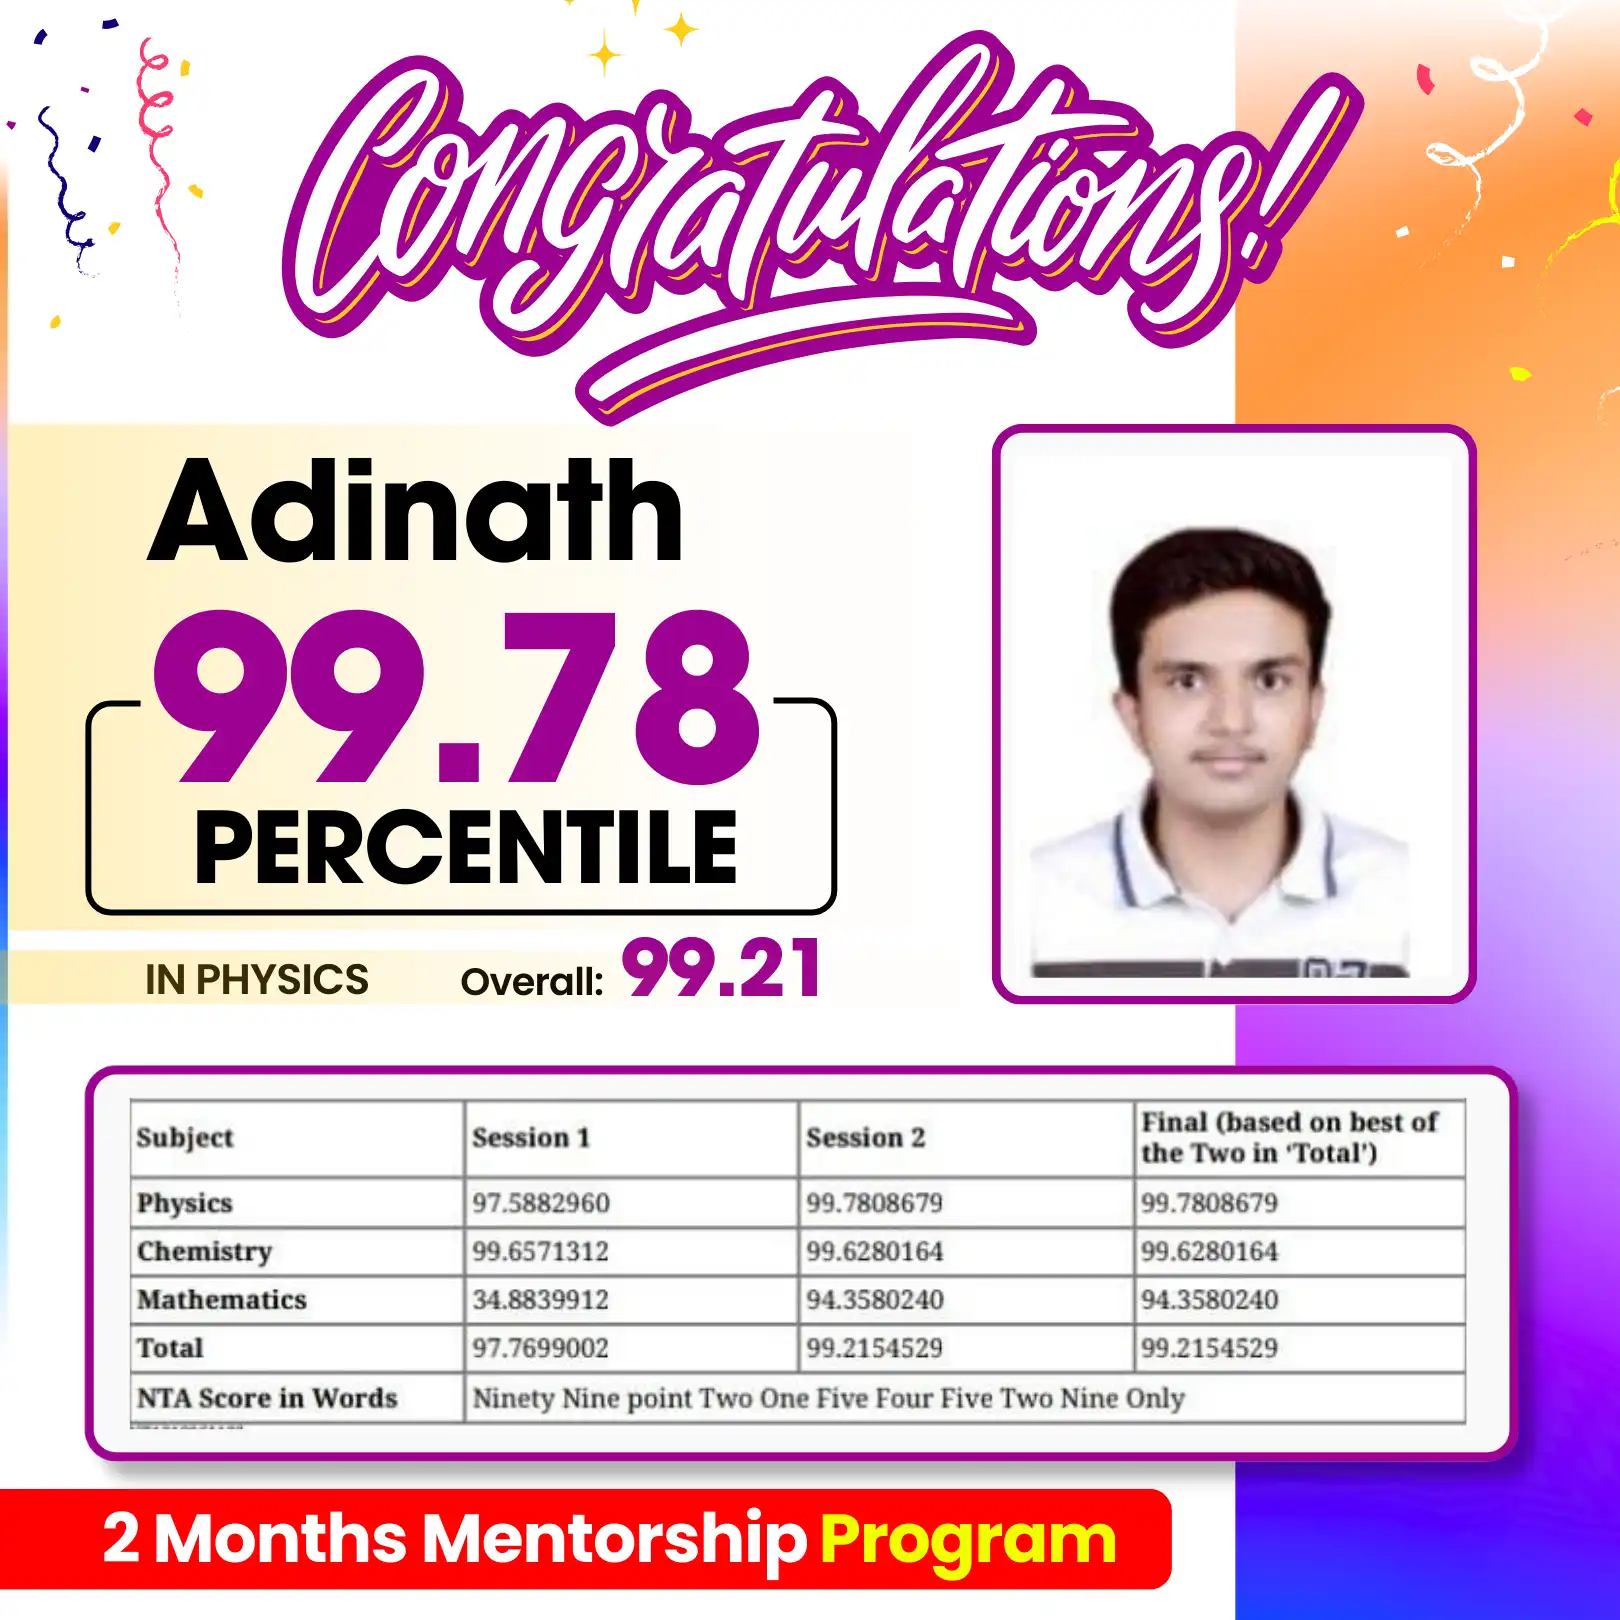 Congratulations!
Adinath
99.78
PERCENTILE
IN PHYSICS Overall: 99.21
Subject Session 1 Session 2 Final (based on best of the Two in ‘Total’)
Physics 97.5882960 99.7808679 99.7808679
Chemistry 99.6571312 99.6280164 99.6280164
Mathematics 34.8839912 94.3580240 94.3580240
Total 97.7699002 99.2154529 99.2154529
NTA Score in Words Ninety Nine point Two One Five Four Five Two Nine Only
2 Months Mentorship Program